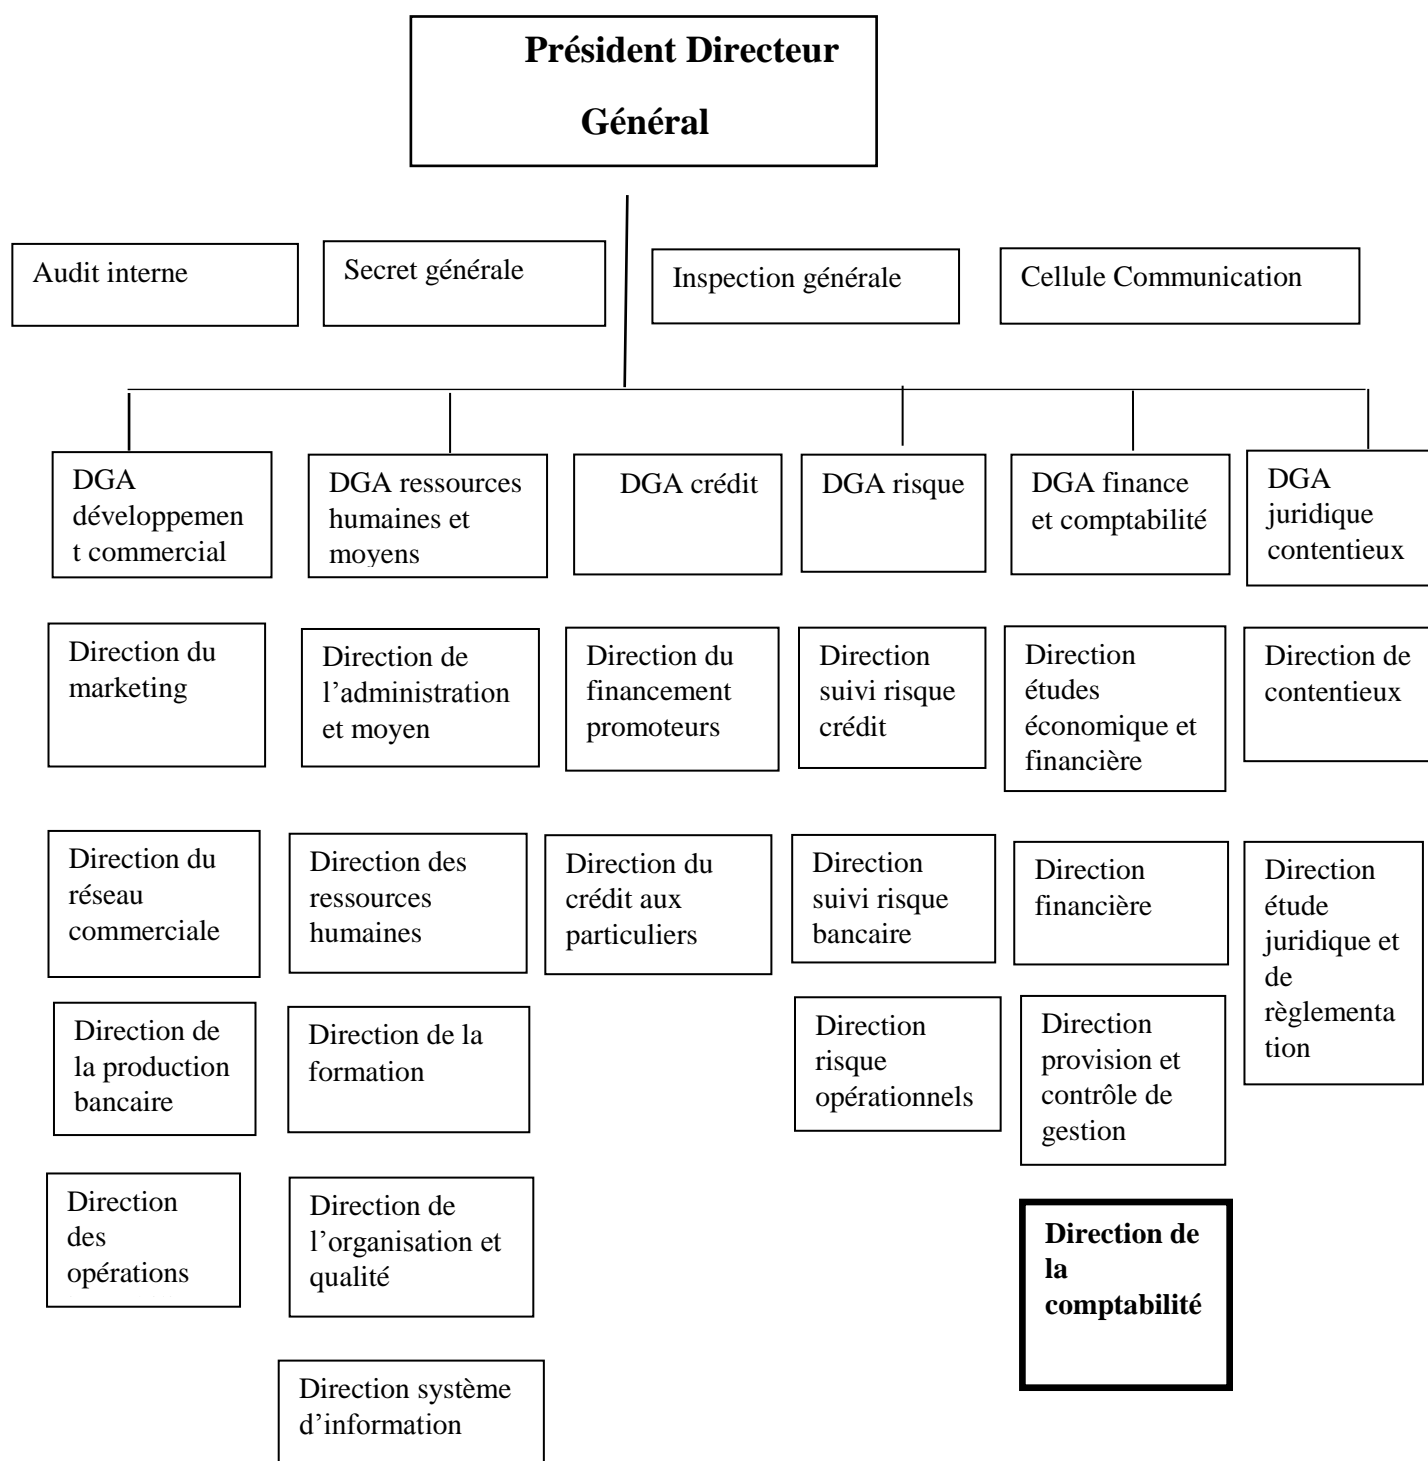 Président Directeur
Général
Audit interne
Secret générale
Inspection générale
Cellule Communication
DGA
développemen
t commercial
DGA ressources
humaines et
moyens
DGA crédit
DGA risque
DGA finance
et comptabilité
DGA
juridique
contentieux
Direction du
marketing
Direction de
l’administration
et moyen
Direction du
financement
promoteurs
Direction
suivi risque
crédit
Direction
études
économique et
financière
Direction de
contentieux
Direction du
réseau
commerciale
Direction des
ressources
humaines
Direction du
crédit aux
particuliers
Direction
suivi risque
bancaire
Direction
financière
Direction
étude
juridique et
de
règlementa
tion
Direction de
la production
bancaire
Direction de la
formation
Direction
risque
opérationnels
Direction
provision et
contrôle de
gestion
Direction
des
opérations
Direction de
l’organisation et
qualité
Direction de
la
comptabilité
Direction système
d’information